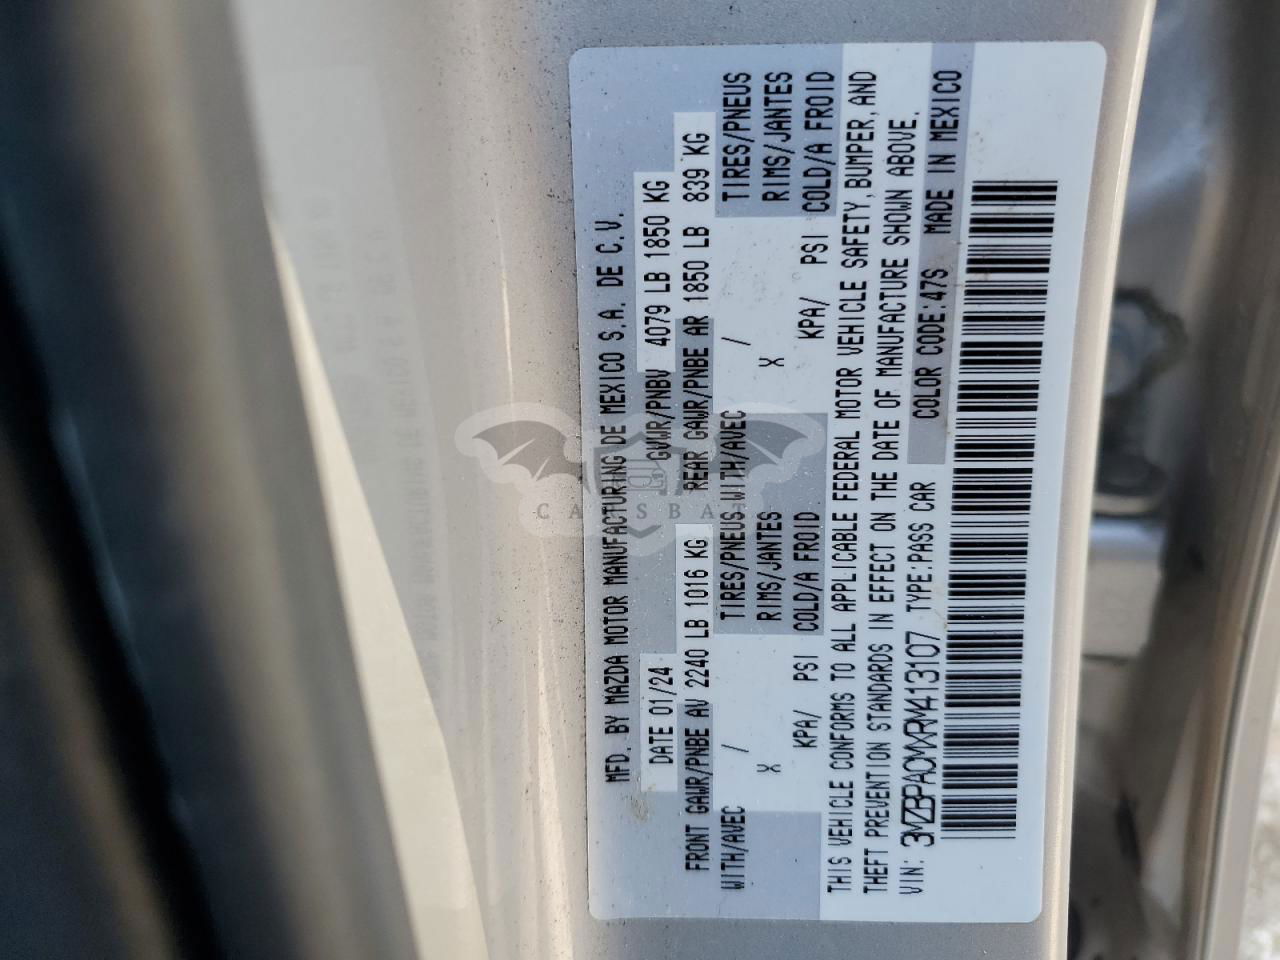 MFD. BY MAZDA MOTOR MANUFACTURING DE MEXICO S.A. DE C.V.
DATE 01/24 GVWR/PNBV 4079 LB 1850 KG
FRONT GAWR/PNBE AV 2240 LB 1016 KG REAR GAWR/PNBE AR 1850 LB 839 KG
WITH/AVEC / TIRES/PNEUS WITH/AVEC / TIRES/PNEUS
X RIMS/JANTES X RIMS/JANTES
KPA/ PSI COLD/A FROID KPA/ PSI COLD/A FROID
THIS VEHICLE CONFORMS TO ALL APPLICABLE FEDERAL MOTOR VEHICLE SAFETY, BUMPER, AND
THEFT PREVENTION STANDARDS IN EFFECT ON THE DATE OF MANUFACTURE SHOWN ABOVE.
VIN: 3MZBPACMXRM413107 TYPE:PASS CAR COLOR CODE:47S MADE IN MEXICO
CARSBAT